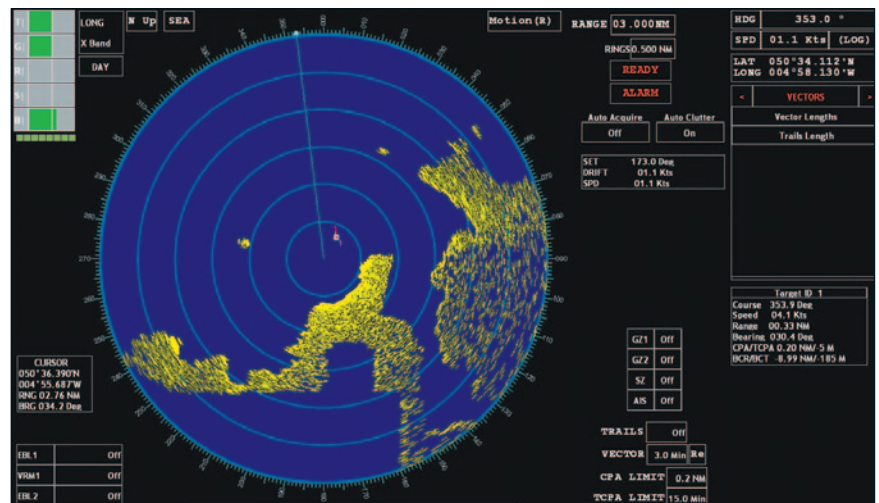 T
G
R
S
B
LONG
X Band
DAY
N Up
SEA
Motion(R)
RANGE 03.000NM
RINGS 0.500 NM
READY
ALARM
Auto Acquire Auto Clutter
Off On
SET 173.0 Deg
DRIFT 01.1 Kts
SPD 01.1 Kts
HDG 353.0 °
SPD 01.1 Kts (LOG)
LAT 050°34.112'N
LONG 004°58.130'W
< VECTORS >
Vector Lengths
Trails Length
Target ID 1
Course 353.9 Deg
Speed 04.1 Kts
Range 00.33 NM
Bearing 030.4 Deg
CPA/TCPA 0.20 NM/-5 M
BCR/BCT -8.99 NM/-185 M
GZ1 Off
GZ2 Off
SZ Off
AIS Off
TRAILS Off
VECTOR 3.0 Min Re
CPA LIMIT 0.2 NM
TCPA LIMIT 15.0 Min
CURSOR
050°36.390'N
004°55.687'W
RNG 02.76 NM
BRG 034.2 Deg
EBL1 Off
VRM1 Off
EBL2 Off